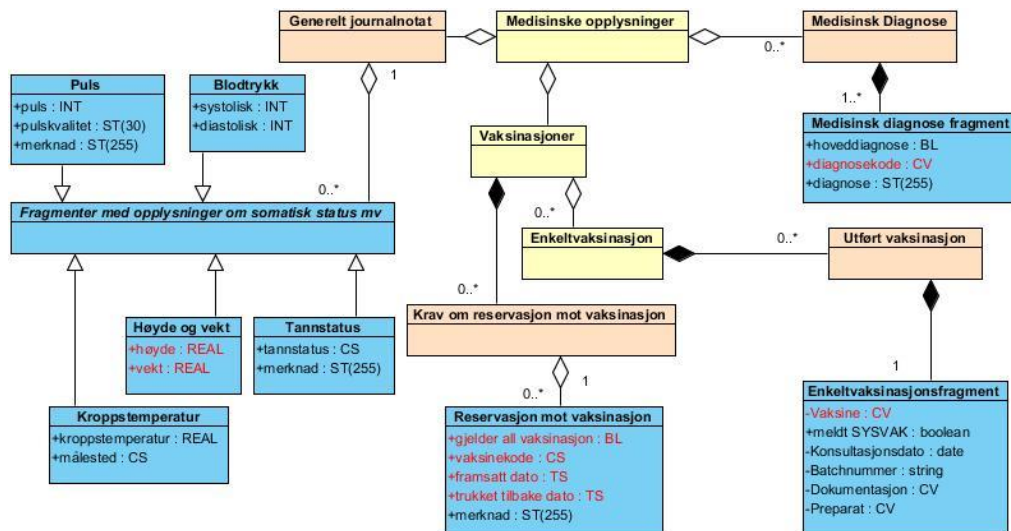 Generelt journalnotat
Medisinske opplysninger
Medisinsk Diagnose
1
0..*
Puls
+puls : INT
+pulskvalitet : ST(30)
+merknad : ST(255)
Blodtrykk
+systolisk : INT
+diastolisk : INT
1..*
Vaksinasjoner
Medisinsk diagnose fragment
+hoveddiagnose : BL
+diagnosekode : CV
+diagnose : ST(255)
0..*
Fragmenter med opplysninger om somatisk status mv
0..*
Enkeltvaksinasjon
0..*
Utført vaksinasjon
0..*
Krav om reservasjon mot vaksinasjon
Høyde og vekt
+høyde : REAL
+vekt : REAL
Tannstatus
+tannstatus : CS
+merknad : ST(255)
1
0..*
1
Kroppstemperatur
+kroppstemperatur : REAL
+målested : CS
Reservasjon mot vaksinasjon
+gjelder all vaksinasjon : BL
+vaksinekode : CS
+framsatt dato : TS
+trukket tilbake dato : TS
+merknad : ST(255)
Enkeltvaksinasjonsfragment
-Vaksine : CV
+meldt SYSVAK : boolean
-Konsultasjonsdato : date
-Batchnummer : string
-Dokumentasjon : CV
-Preparat : CV